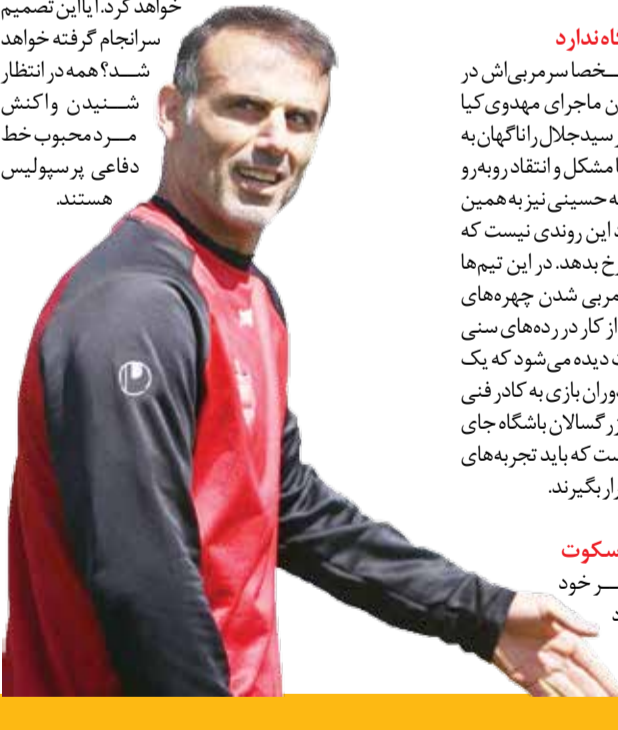 گاه ندارد
ـخصا سرمربی‌اش در
ن ماجرای مهدوی کیا
ر سیدجلال را ناگهان به
ا مشکل و انتقاد روبه‌رو
ه حسینی نیز به همین
د این روندی نیست که
رخ بدهد. در این تیم‌ها
مربی شدن چهره‌های
از کار در رده‌های سنی
ت دیده می‌شود که یک
وران بازی به کادر فنی
زرگسالان باشگاه جای
ست که باید تجربه‌های
رار بگیرند.
سکوت
ـر خود
د
خواهد کرد. آیا این تصمیم
سرانجام گرفته خواهد
شــد؟ همه در انتظار
شــنیدن واکنش
مــرد محبوب خط
دفاعی پرسپولیس
هستند.